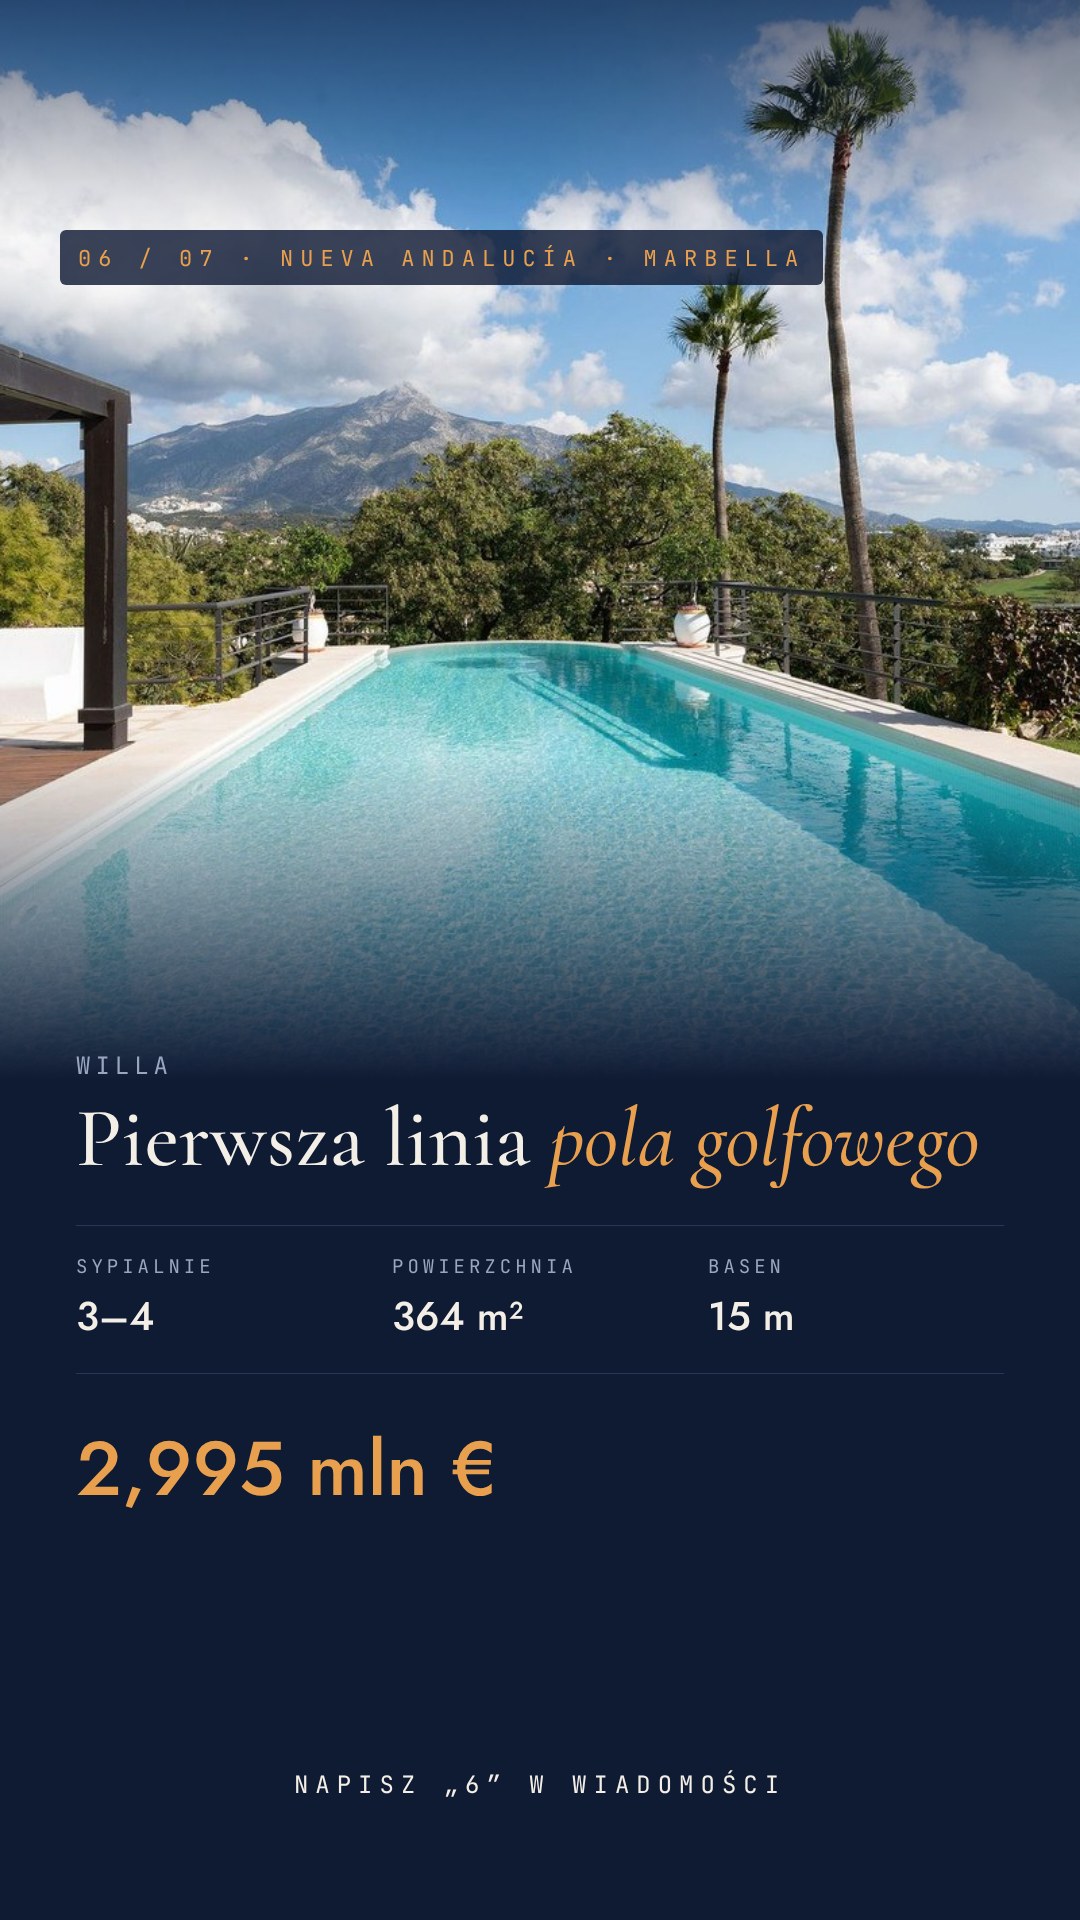 06 / 07 · NUEVA ANDALUCÍA · MARBELLA
WILLA
Pierwsza linia pola golfowego
SYPIALNIE POWIERZCHNIA BASEN
3–4 364 m² 15 m
2,995 mln €
NAPISZ „6” W WIADOMOŚCI